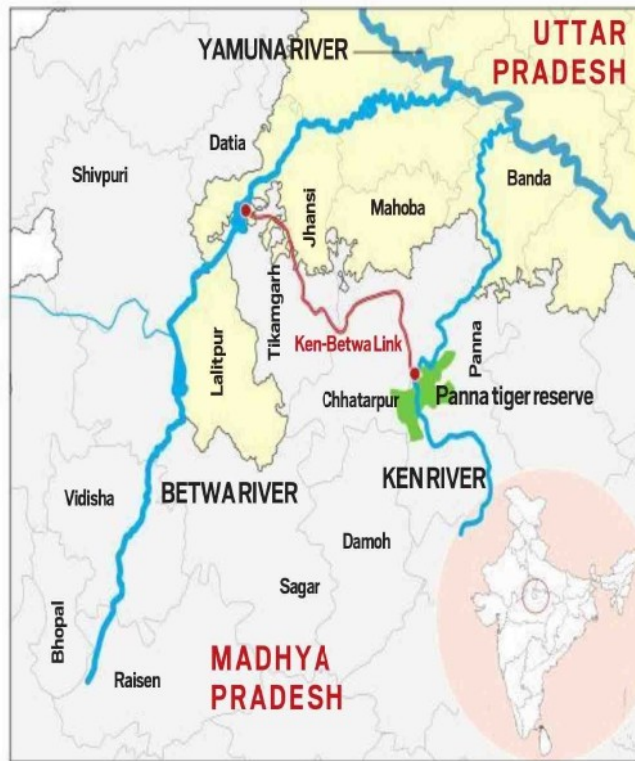 YAMUNA RIVER
UTTAR
PRADESH
Datia
Shivpuri
Banda
Jhansi
Mahoba
Tikamgarh
Ken-Betwa Link
Panna
Lalitpur
Chhatarpur
Panna tiger reserve
Vidisha
BETWA RIVER
KEN RIVER
Damoh
Sagar
Bhopal
Raisen
MADHYA
PRADESH